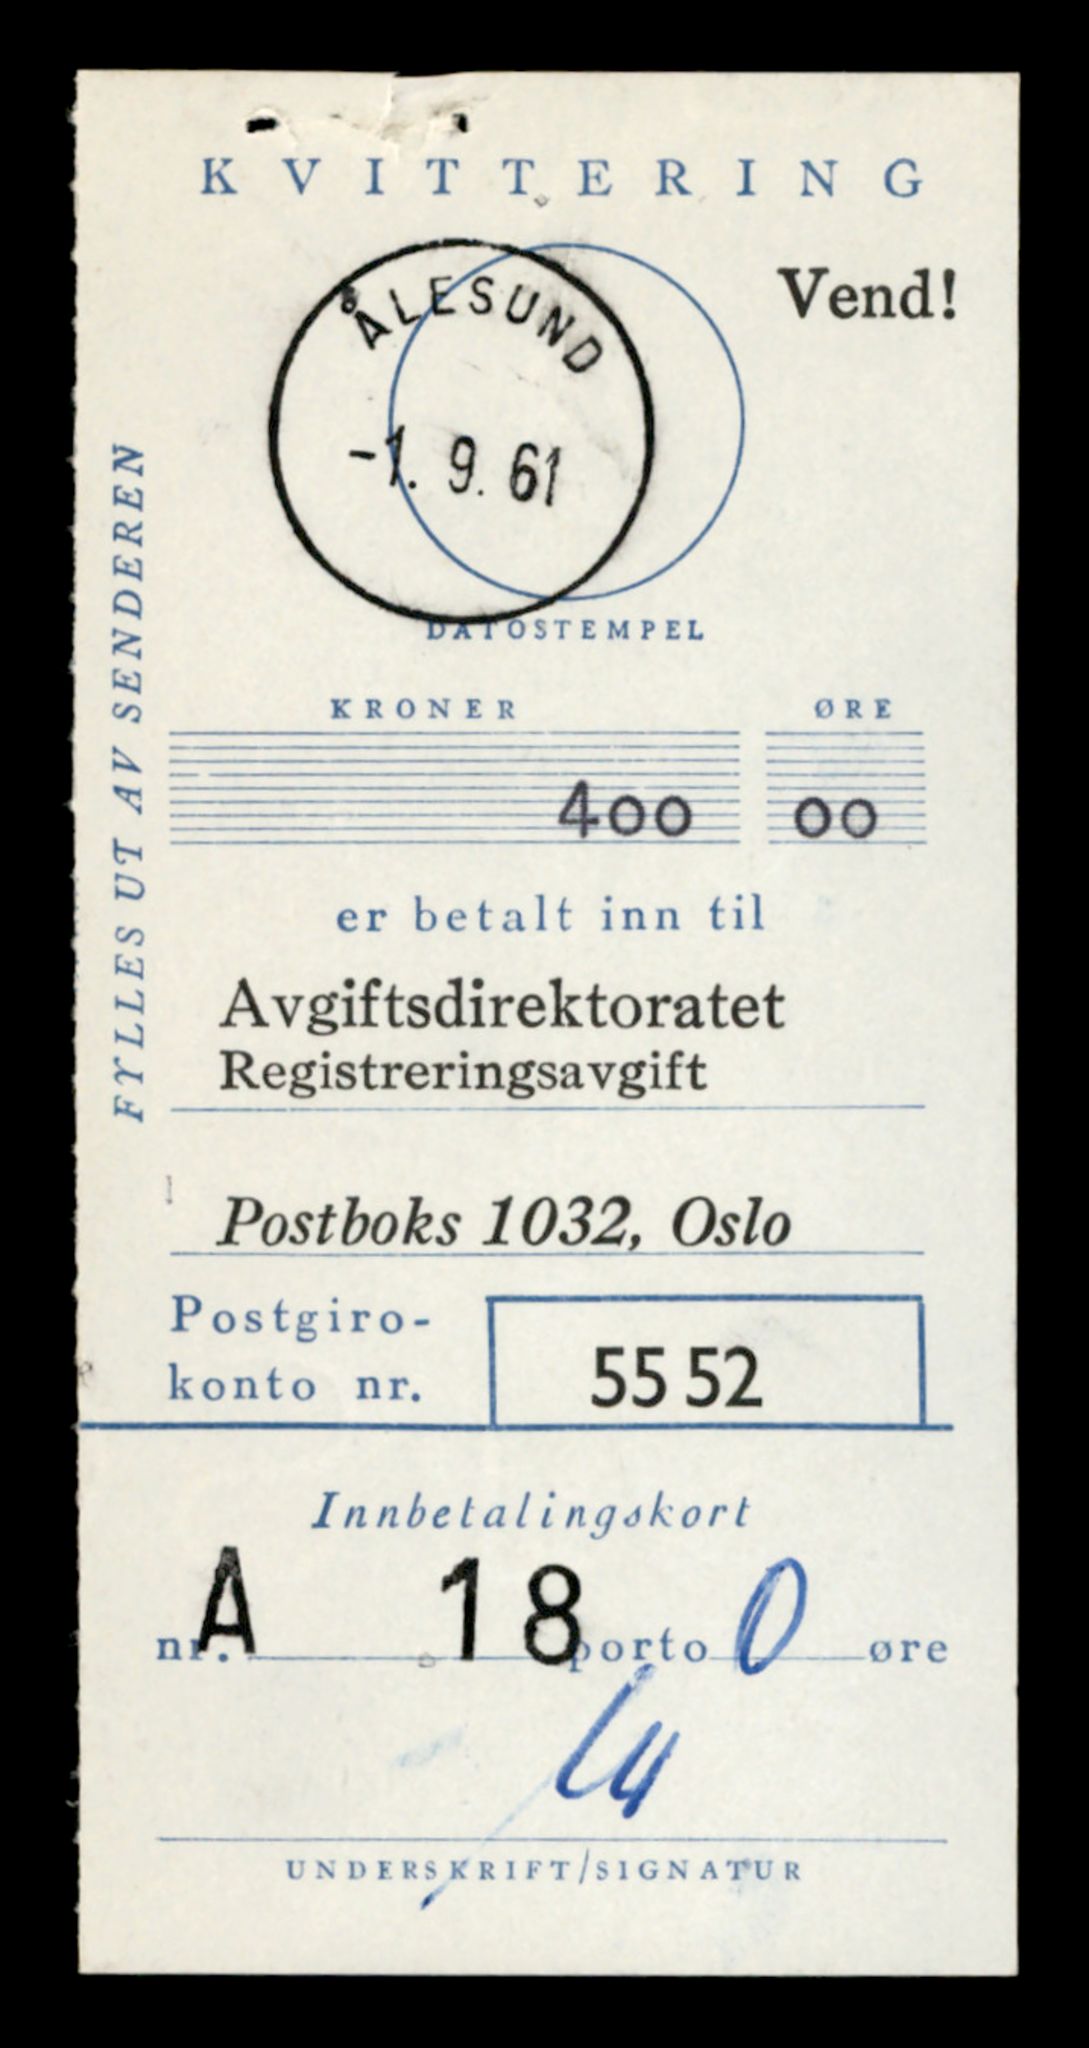 KVITTERING
Vend!
ÅLESUND
-1. 9. 61
DATOSTEMPEL
FYLLES UT AV SENDEREN
KRONER ØRE
400 00
er betalt inn til
Avgiftsdirektoratet
Registreringsavgift
Postboks 1032, Oslo
Postgiro-
konto nr.
55 52
Innbetalingskort
nr. A 18 porto 0 øre
UNDERSKRIFT/SIGNATUR